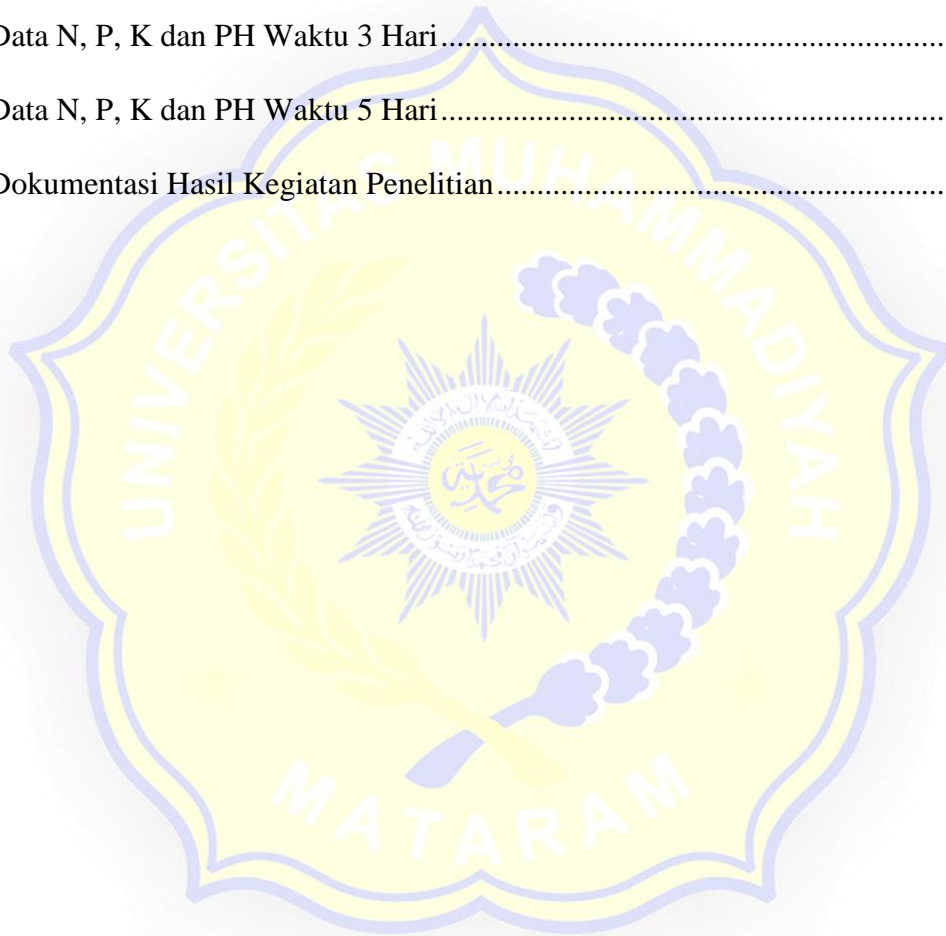 Data N, P, K dan PH Waktu 3 Hari................................................................
Data N, P, K dan PH Waktu 5 Hari................................................................
Dokumentasi Hasil Kegiatan Penelitian.........................................................
UNIVERSITAS MUHAMMADIYAH
MATARAM